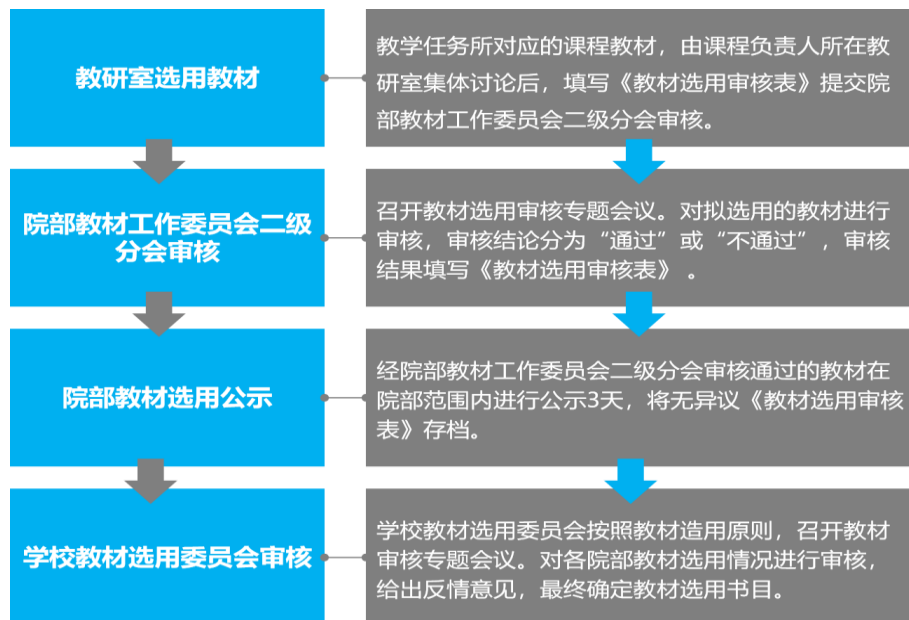 教研室选用教材
教学任务所对应的课程教材，由课程负责人所在教
研室集体讨论后，填写《教材选用审核表》提交院
部教材工作委员会二级分会审核。
院部教材工作委员会二级
分会审核
召开教材选用审核专题会议。对拟选用的教材进行
审核，审核结论分为“通过”或“不通过”，审核
结果填写《教材选用审核表》 。
院部教材选用公示
经院部教材工作委员会二级分会审核通过的教材在
院部范围内进行公示3天，将无异议《教材选用审核
表》存档。
学校教材选用委员会审核
学校教材选用委员会按照教材造用原则，召开教材
审核专题会议。对各院部教材选用情况进行审核，
给出反情意见，最终确定教材选用书目。